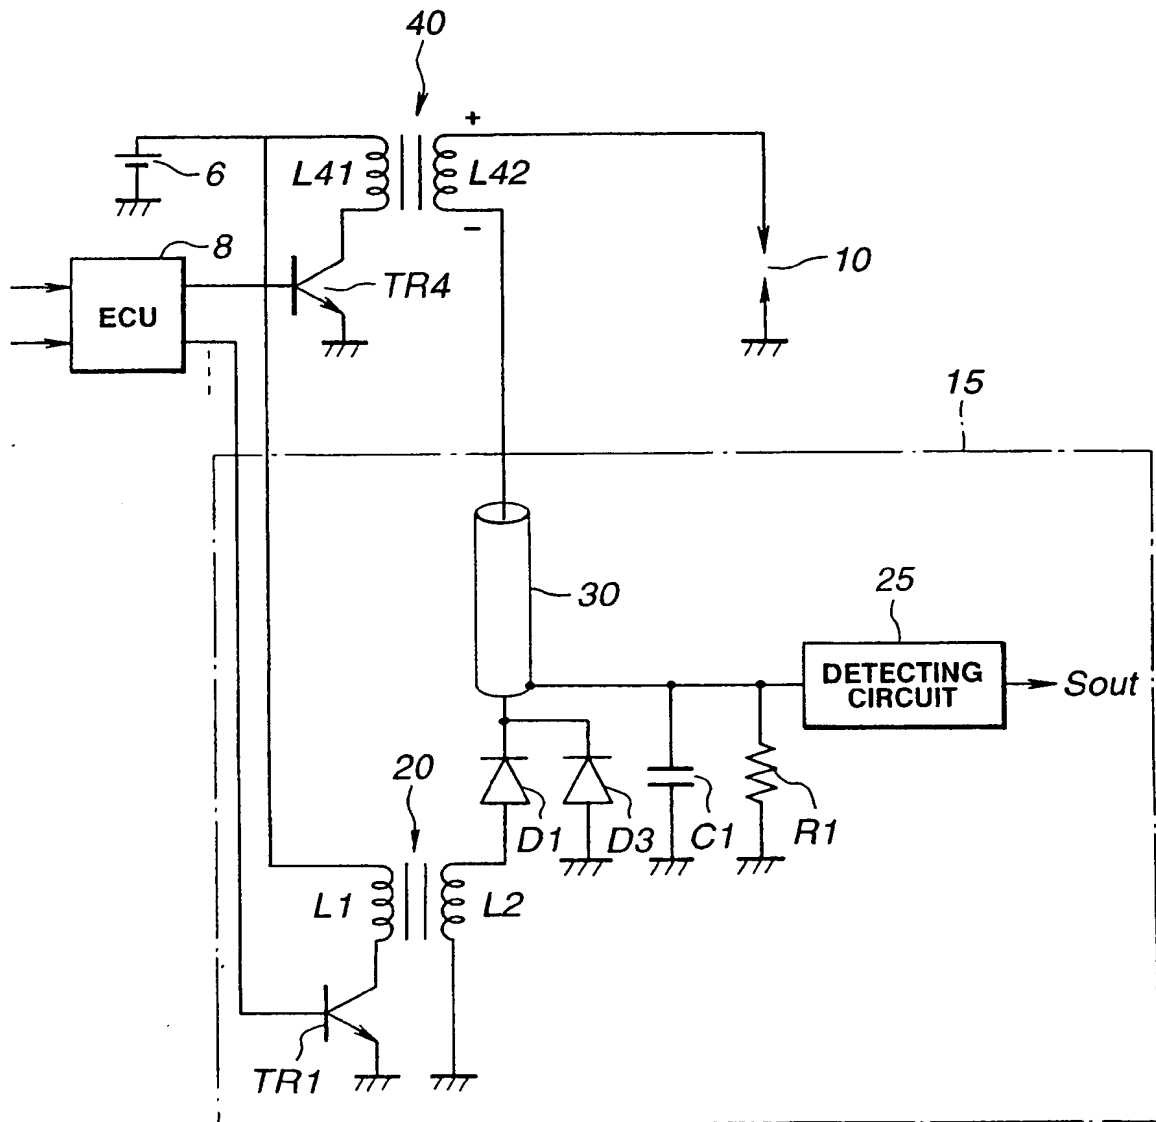 40
+
6
L41
L42
-
8
ECU
TR4
10
15
30
25
DETECTING
CIRCUIT
Sout
20
D1
D3
C1
R1
L1
L2
TR1